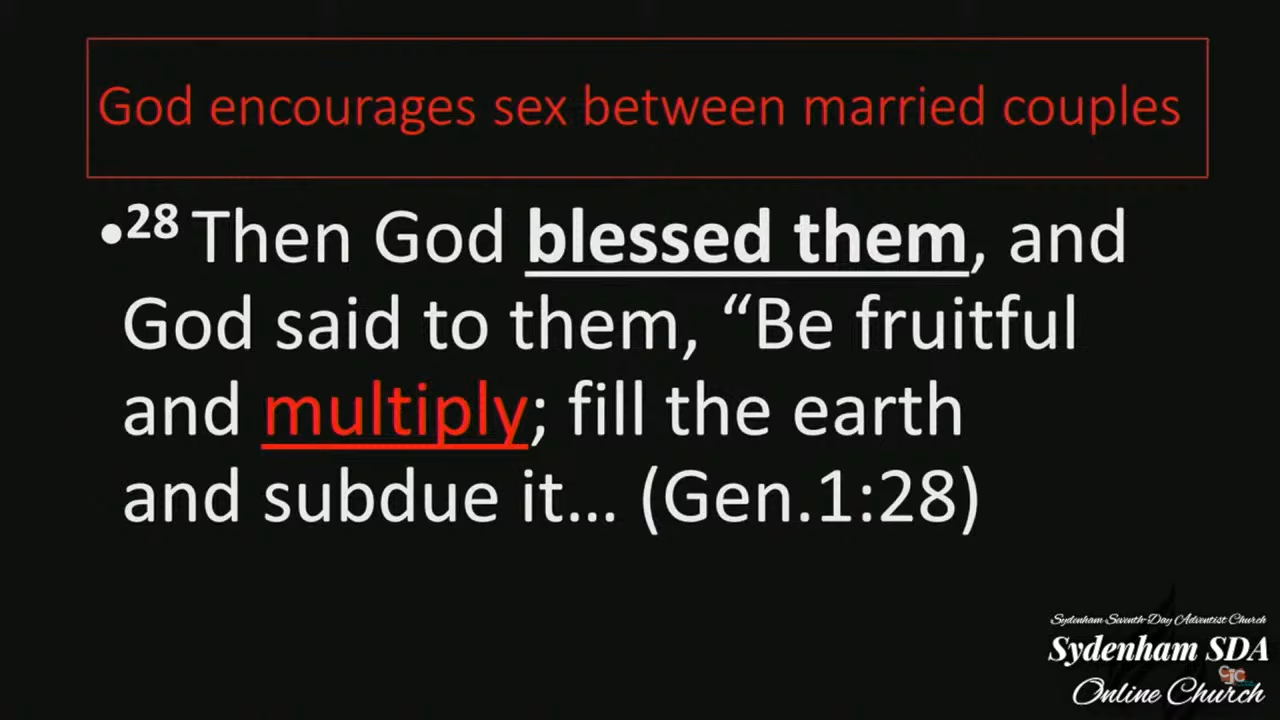 God encourages sex between married couples
•28 Then God blessed them, and
God said to them, “Be fruitful
and multiply; fill the earth
and subdue it... (Gen.1:28)
Sydenham Seventh-Day Adventist Church
Sydenham SDA
CJC
Online Church